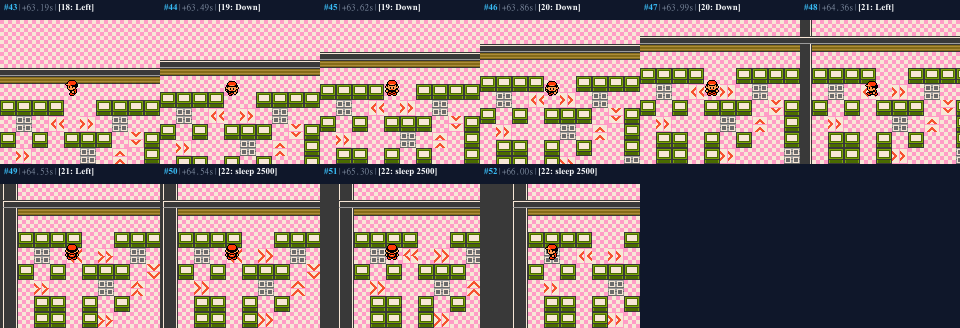 #43|+63.19s| [18: Left]
#44|+63.49s| [19: Down]
#45|+63.62s| [19: Down]
#46|+63.86s| [20: Down]
#47|+63.99s| [20: Down]
#48|+64.36s| [21: Left]
#49|+64.53s| [21: Left]
#50|+64.54s| [22: sleep 2500]
#51|+65.30s| [22: sleep 2500]
#52|+66.00s| [22: sleep 2500]